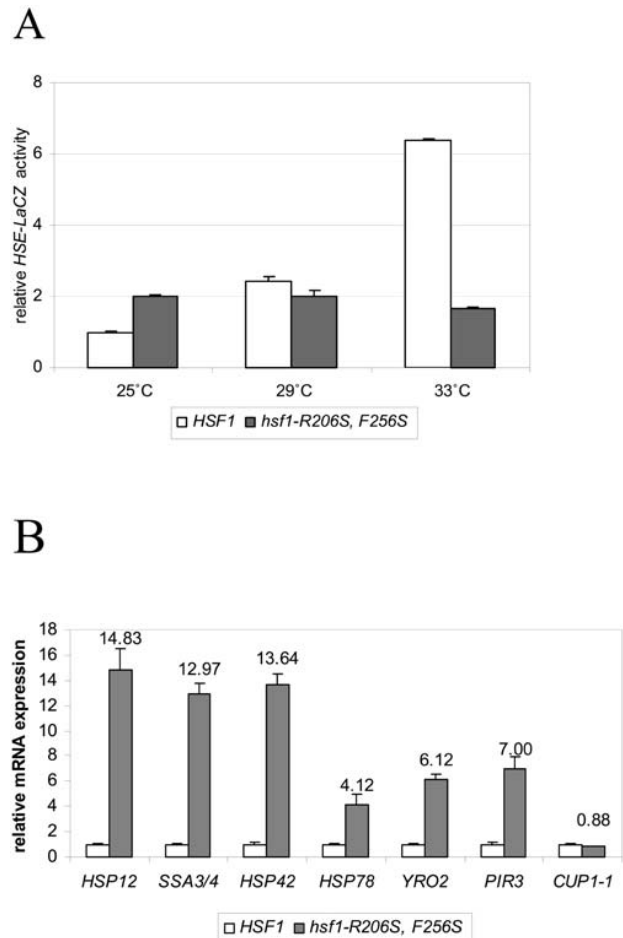 A
relative HSE-LaCZ activity
8
6
4
2
0
25°C 29°C 33°C
HSF1 hsf1-R206S, F256S
B
relative mRNA expression
18
16
14
12
10
8
6
4
2
0
14.83 12.97 13.64 4.12 6.12 7.00 0.88
HSP12 SSA3/4 HSP42 HSP78 YRO2 PIR3 CUP1-1
HSF1 hsf1-R206S, F256S